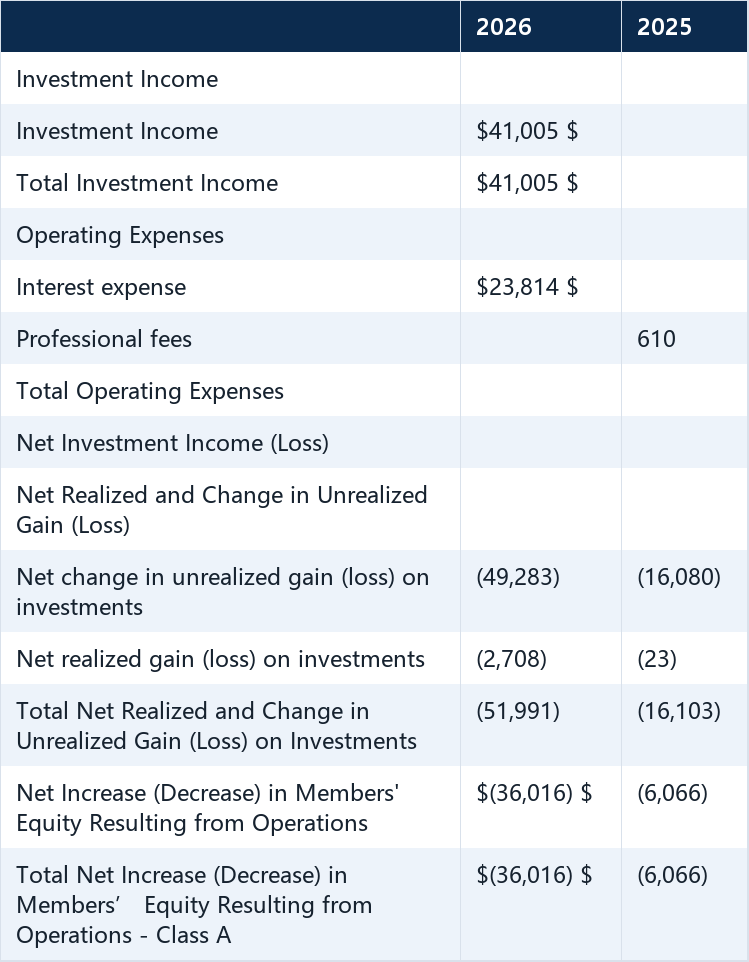 2026 2025
Investment Income
Investment Income $41,005 $
Total Investment Income $41,005 $
Operating Expenses
Interest expense $23,814 $
Professional fees 610
Total Operating Expenses
Net Investment Income (Loss)
Net Realized and Change in Unrealized
Gain (Loss)
Net change in unrealized gain (loss) on (49,283) (16,080)
investments
Net realized gain (loss) on investments (2,708) (23)
Total Net Realized and Change in (51,991) (16,103)
Unrealized Gain (Loss) on Investments
Net Increase (Decrease) in Members' $(36,016) $ (6,066)
Equity Resulting from Operations
Total Net Increase (Decrease) in $(36,016) $ (6,066)
Members’ Equity Resulting from
Operations - Class A